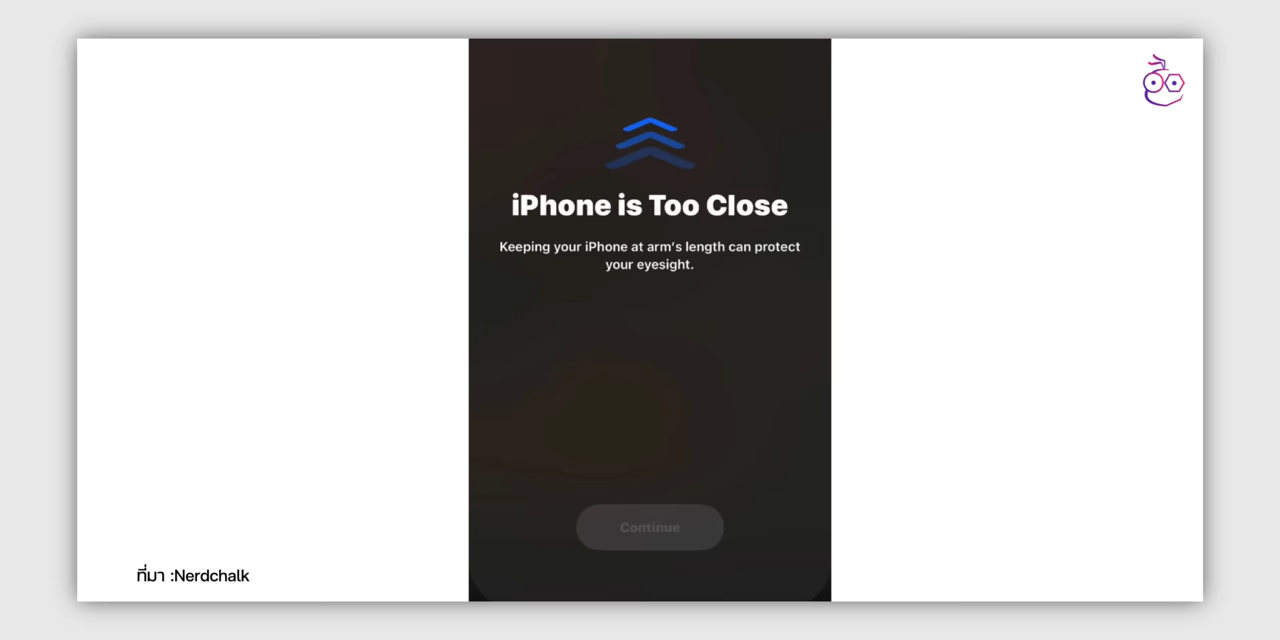 iPhone is Too Close
Keeping your iPhone at arm's length can protect
your eyesight.
Continue
ที่มา :Nerdchalk